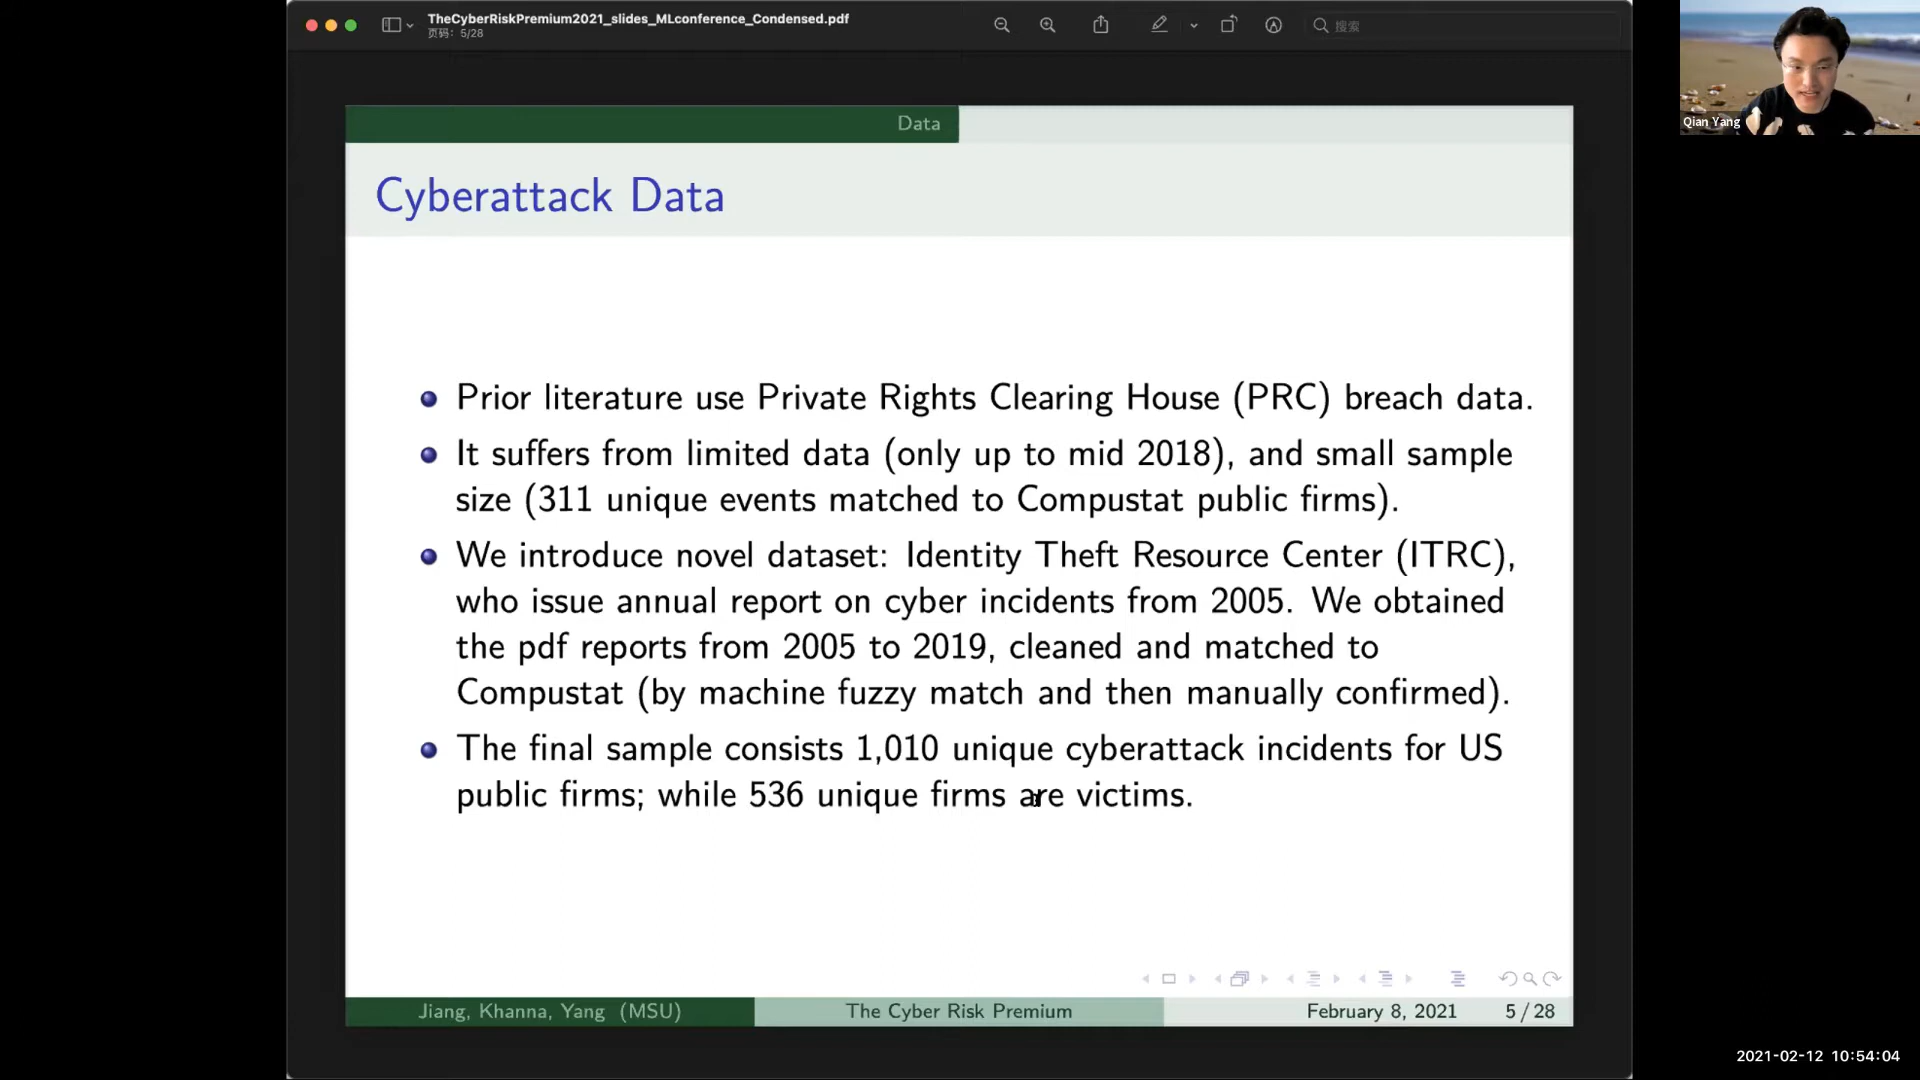 TheCyberRiskPremium2021_slides_MLconference_Condensed.pdf
页码：5/28
搜索
Qian Yang
Data
Cyberattack Data
Prior literature use Private Rights Clearing House (PRC) breach data.
It suffers from limited data (only up to mid 2018), and small sample
size (311 unique events matched to Compustat public firms).
We introduce novel dataset: Identity Theft Resource Center (ITRC),
who issue annual report on cyber incidents from 2005. We obtained
the pdf reports from 2005 to 2019, cleaned and matched to
Compustat (by machine fuzzy match and then manually confirmed).
The final sample consists 1,010 unique cyberattack incidents for US
public firms; while 536 unique firms are victims.
Jiang, Khanna, Yang (MSU)
The Cyber Risk Premium
February 8, 2021
5 / 28
2021-02-12 10:54:04